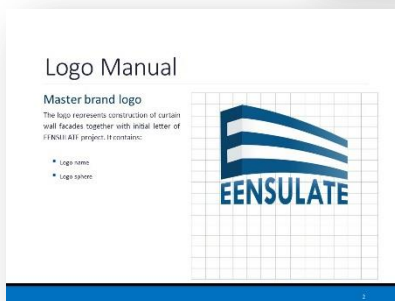 Logo Manual
Master brand logo
The logo represents construction of curtain
wall facades together with initial letter of
EENSULATE project. It contains:
Logo name
Logo sphere
EENSULATE
2